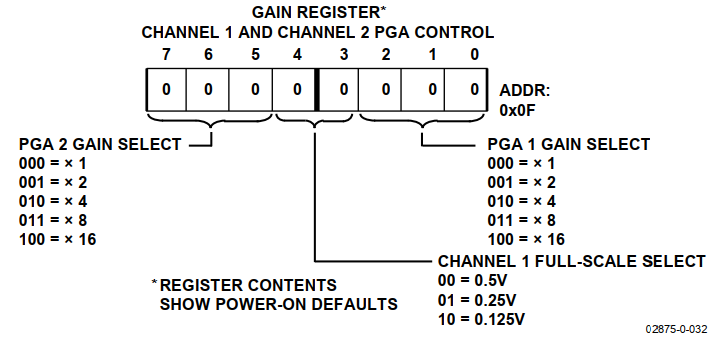 GAIN REGISTER*
CHANNEL 1 AND CHANNEL 2 PGA CONTROL
7 6 5 4 3 2 1 0
0 0 0 0 0 0 0 0
ADDR:
0x0F
PGA 2 GAIN SELECT
000 = × 1
001 = × 2
010 = × 4
011 = × 8
100 = × 16
PGA 1 GAIN SELECT
000 = × 1
001 = × 2
010 = × 4
011 = × 8
100 = × 16
CHANNEL 1 FULL-SCALE SELECT
00 = 0.5V
01 = 0.25V
10 = 0.125V
*REGISTER CONTENTS
SHOW POWER-ON DEFAULTS
02875-0-032